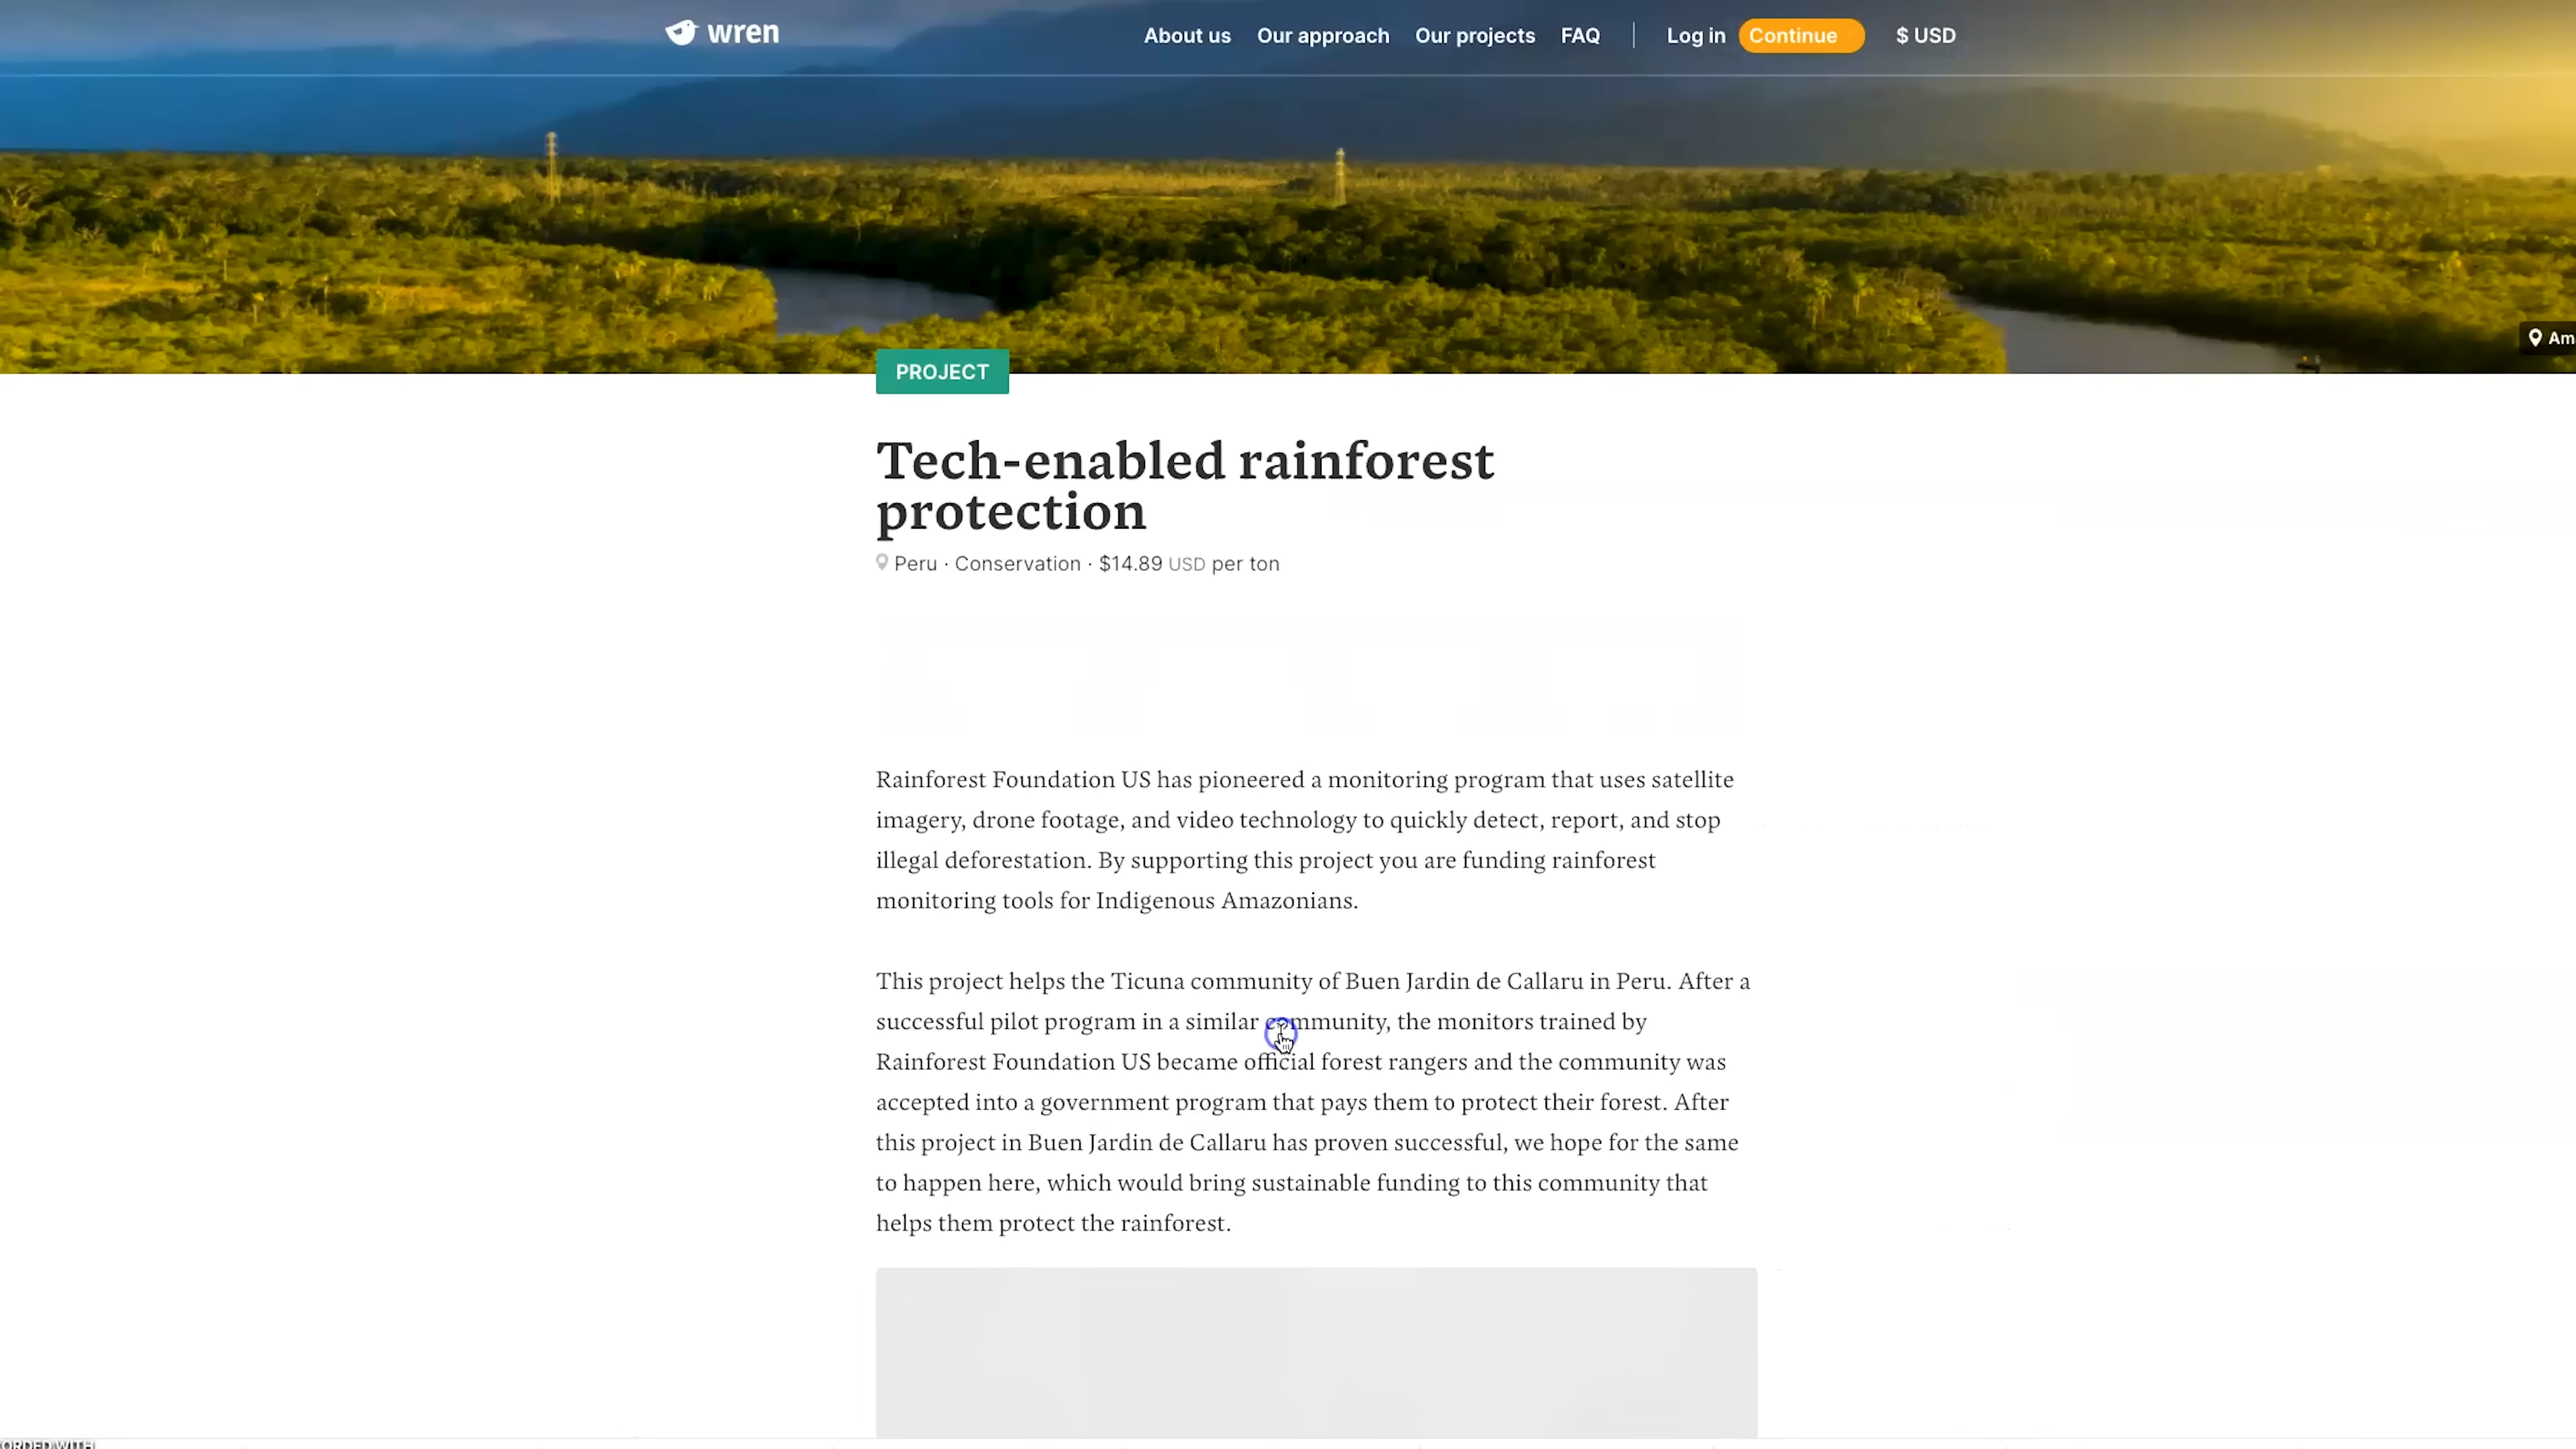 wren
About us Our approach Our projects FAQ Log in Continue $ USD
PROJECT
Tech-enabled rainforest
protection
Peru · Conservation · $14.89 USD per ton
Rainforest Foundation US has pioneered a monitoring program that uses satellite
imagery, drone footage, and video technology to quickly detect, report, and stop
illegal deforestation. By supporting this project you are funding rainforest
monitoring tools for Indigenous Amazonians.
This project helps the Ticuna community of Buen Jardin de Callaru in Peru. After a
successful pilot program in a similar community, the monitors trained by
Rainforest Foundation US became official forest rangers and the community was
accepted into a government program that pays them to protect their forest. After
this project in Buen Jardin de Callaru has proven successful, we hope for the same
to happen here, which would bring sustainable funding to this community that
helps them protect the rainforest.